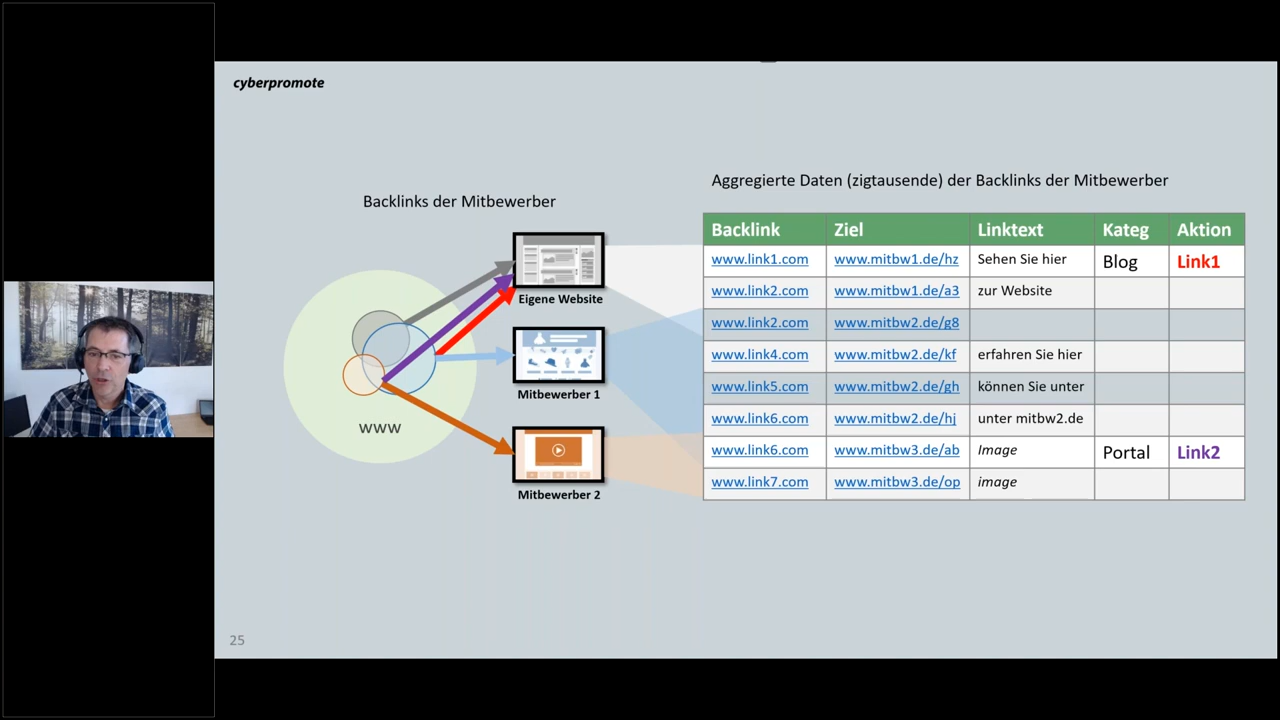 cyberpromote
Backlinks der Mitbewerber
Eigene Website
Mitbewerber 1
Mitbewerber 2
www
Aggregierte Daten (zigtausende) der Backlinks der Mitbewerber
Backlink Ziel Linktext Kateg Aktion
www.link1.com www.mitbw1.de/hz Sehen Sie hier Blog Link1
www.link2.com www.mitbw1.de/a3 zur Website
www.link2.com www.mitbw2.de/g8
www.link4.com www.mitbw2.de/kf erfahren Sie hier
www.link5.com www.mitbw2.de/gh können Sie unter
www.link6.com www.mitbw2.de/hj unter mitbw2.de
www.link6.com www.mitbw3.de/ab Image Portal Link2
www.link7.com www.mitbw3.de/op image
25